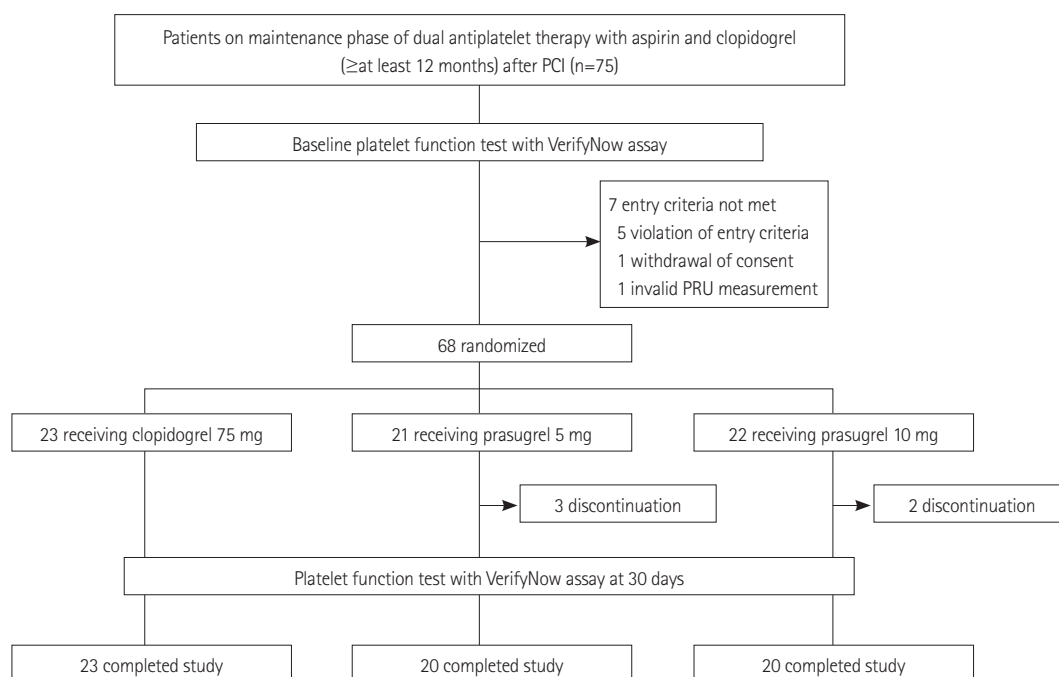 Patients on maintenance phase of dual antiplatelet therapy with aspirin and clopidogrel
(≥at least 12 months) after PCI (n=75)
Baseline platelet function test with VerifyNow assay
7 entry criteria not met
5 violation of entry criteria
1 withdrawal of consent
1 invalid PRU measurement
68 randomized
23 receiving clopidogrel 75 mg
21 receiving prasugrel 5 mg
22 receiving prasugrel 10 mg
3 discontinuation
2 discontinuation
Platelet function test with VerifyNow assay at 30 days
23 completed study
20 completed study
20 completed study